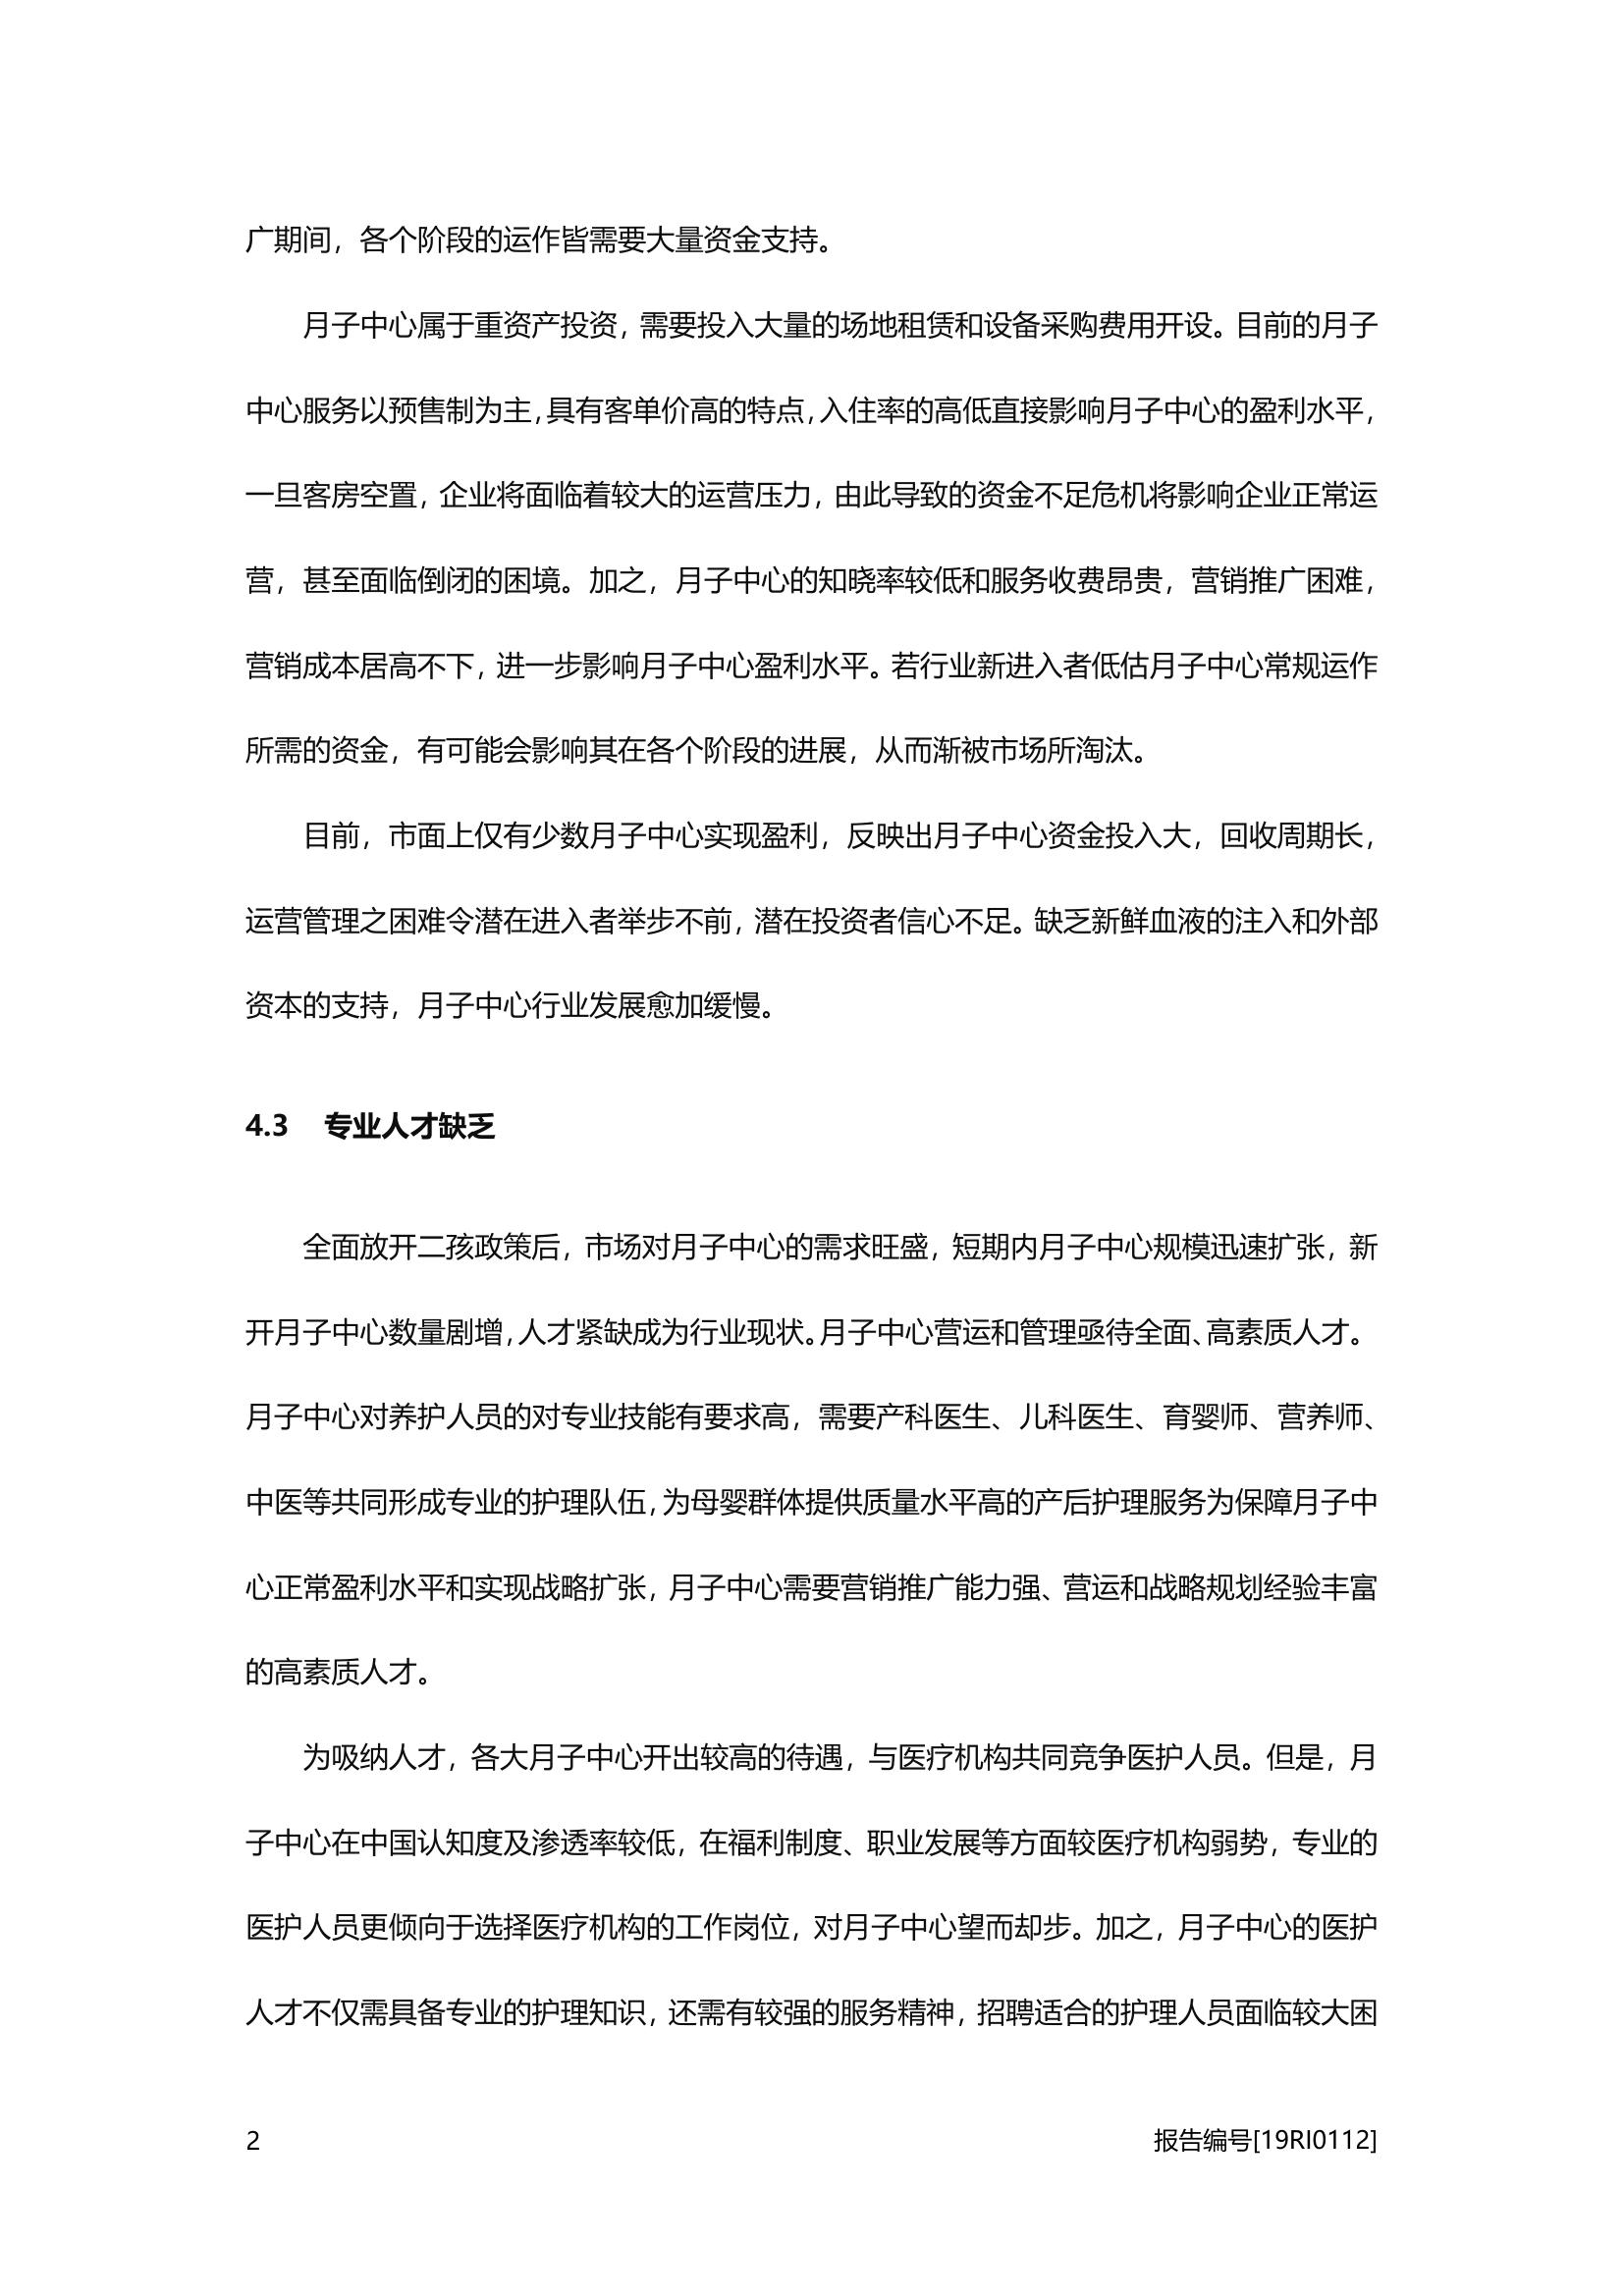 广期间，各个阶段的运作皆需要大量资金支持。
月子中心属于重资产投资，需要投入大量的场地租赁和设备采购费用开设。目前的月子
中心服务以预售制为主，具有客单价高的特点，入住率的高低直接影响月子中心的盈利水平，
一旦客房空置，企业将面临着较大的运营压力，由此导致的资金不足危机将影响企业正常运
营，甚至面临倒闭的困境。加之，月子中心的知晓率较低和服务收费昂贵，营销推广困难，
营销成本居高不下，进一步影响月子中心盈利水平。若行业新进入者低估月子中心常规运作
所需的资金，有可能会影响其在各个阶段的进展，从而渐被市场所淘汰。
目前，市面上仅有少数月子中心实现盈利，反映出月子中心资金投入大，回收周期长，
运营管理之困难令潜在进入者举步不前，潜在投资者信心不足。缺乏新鲜血液的注入和外部
资本的支持，月子中心行业发展愈加缓慢。
4.3 专业人才缺乏
全面放开二孩政策后，市场对月子中心的需求旺盛，短期内月子中心规模迅速扩张，新
开月子中心数量剧增，人才紧缺成为行业现状。月子中心营运和管理亟待全面、高素质人才。
月子中心对养护人员的对专业技能有要求高，需要产科医生、儿科医生、育婴师、营养师、
中医等共同形成专业的护理队伍，为母婴群体提供质量水平高的产后护理服务为保障月子中
心正常盈利水平和实现战略扩张，月子中心需要营销推广能力强、营运和战略规划经验丰富
的高素质人才。
为吸纳人才，各大月子中心开出较高的待遇，与医疗机构共同竞争医护人员。但是，月
子中心在中国认知度及渗透率较低，在福利制度、职业发展等方面较医疗机构弱势，专业的
医护人员更倾向于选择医疗机构的工作岗位，对月子中心望而却步。加之，月子中心的医护
人才不仅需具备专业的护理知识，还需有较强的服务精神，招聘适合的护理人员面临较大困
2 报告编号[19RI0112]